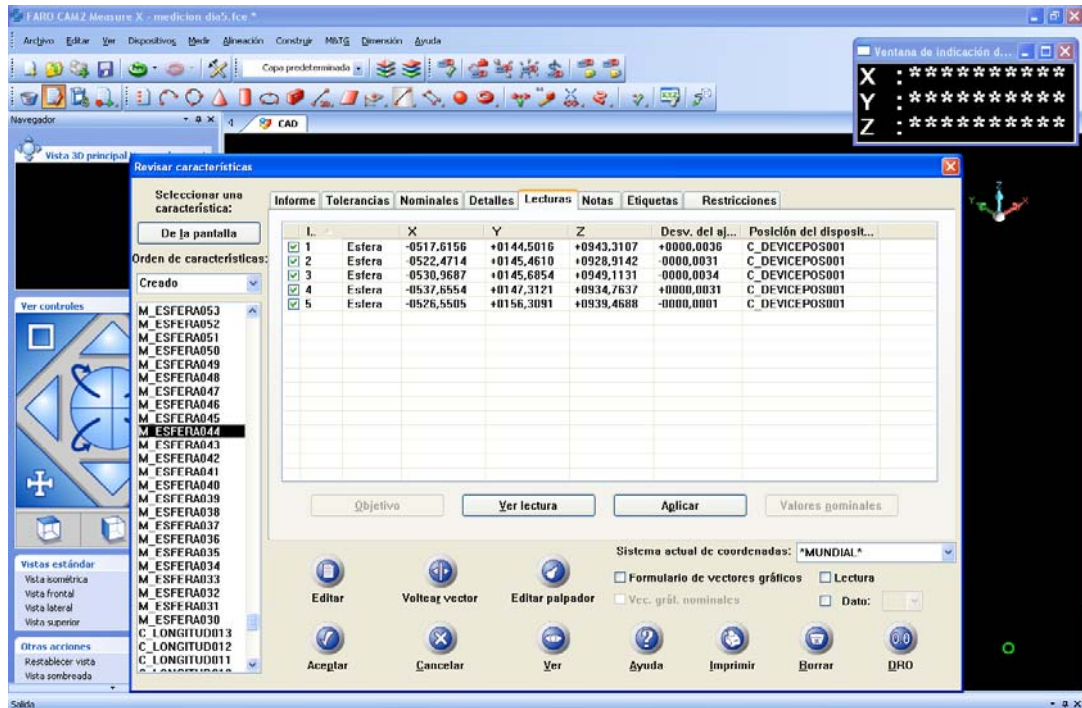 FARO CAM2 Measure X - medicion dia5.fce *
Archivo Editar Ver Dispositivos Medir Alineación Construir M&TG Dimensión Ayuda
Ventana de indicación d...
X :**********
Y :**********
Z :**********
Capa predeterminada
Navegador
CAD
Vista 3D principal
Revisar características
Seleccionar una
característica:
De la pantalla
Orden de características:
Creado
Informe Tolerancias Nominales Detalles Lecturas Notas Etiquetas Restricciones
I.. X Y Z Desv. del aj... Posición del disposit...
1 Esfera -0517,6156 +0144,5016 +0943,3107 +0000,0036 C_DEVICEPOS001
2 Esfera -0522,4714 +0145,4610 +0928,9142 -0000,0031 C_DEVICEPOS001
3 Esfera -0530,9687 +0145,6854 +0949,1131 -0000,0034 C_DEVICEPOS001
4 Esfera -0537,6554 +0147,3121 +0934,7637 +0000,0031 C_DEVICEPOS001
5 Esfera -0526,5505 +0156,3091 +0939,4688 -0000,0001 C_DEVICEPOS001
Ver controles
M_ESFERA053
M_ESFERA052
M_ESFERA051
M_ESFERA050
M_ESFERA049
M_ESFERA048
M_ESFERA047
M_ESFERA046
M_ESFERA045
M_ESFERA044
M_ESFERA043
M_ESFERA042
M_ESFERA041
M_ESFERA040
M_ESFERA039
M_ESFERA038
M_ESFERA037
M_ESFERA036
M_ESFERA035
M_ESFERA034
M_ESFERA033
M_ESFERA032
M_ESFERA031
M_ESFERA030
C_LONGITUD013
C_LONGITUD012
C_LONGITUD011
Objetivo Ver lectura Aplicar Valores nominales
Sistema actual de coordenadas: *MUNDIAL*
Formulario de vectores gráficos Lectura
Vec. gráf. nominales Dato:
Editar Voltear vector Editar palpador
Aceptar Cancelar Ver Ayuda Imprimir Borrar DRO
Vistas estándar
Vista isométrica
Vista frontal
Vista lateral
Vista superior
Otras acciones
Restablecer vista
Vista sombreada
Salida